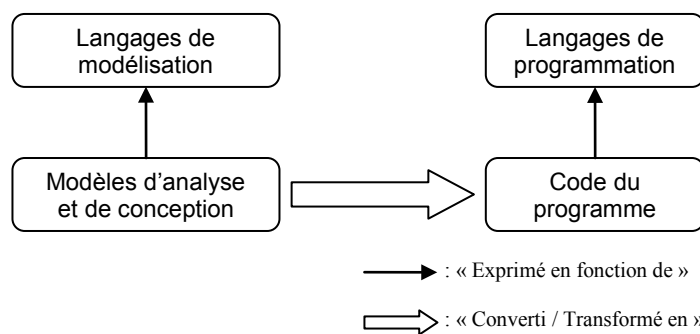 Langages de
modélisation
Langages de
programmation
Modèles d’analyse
et de conception
Code du
programme
: « Exprimé en fonction de »
: « Converti / Transformé en »